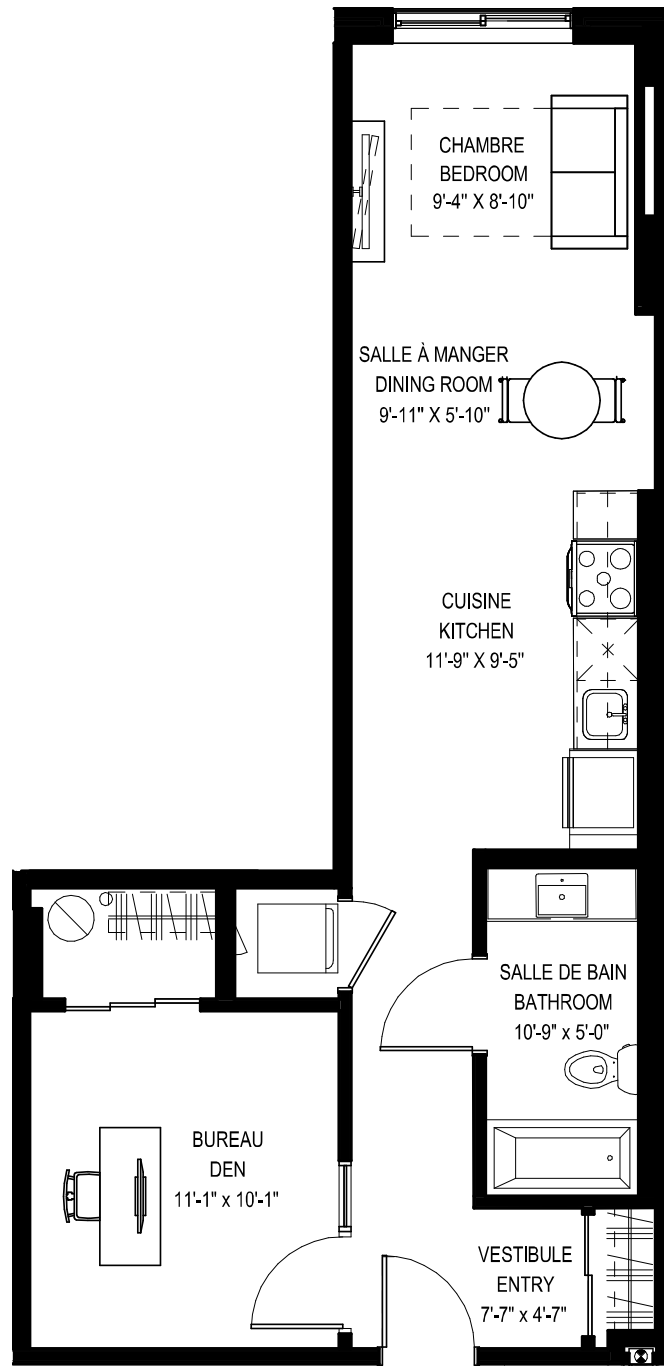 CHAMBRE
BEDROOM
9'-4" X 8'-10"
SALLE À MANGER
DINING ROOM
9'-11" X 5'-10"
CUISINE
KITCHEN
11'-9" X 9'-5"
SALLE DE BAIN
BATHROOM
10'-9" x 5'-0"
BUREAU
DEN
11'-1" x 10'-1"
VESTIBULE
ENTRY
7'-7" x 4'-7"